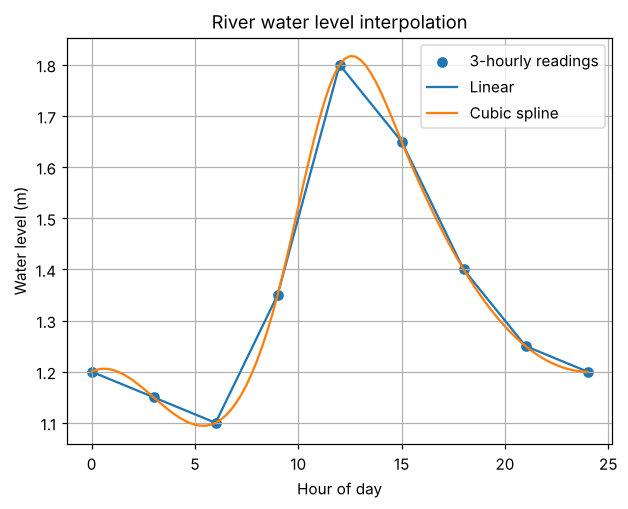 River water level interpolation
3-hourly readings
Linear
Cubic spline
Water level (m)
1.8
1.7
1.6
1.5
1.4
1.3
1.2
1.1
0 5 10 15 20 25
Hour of day